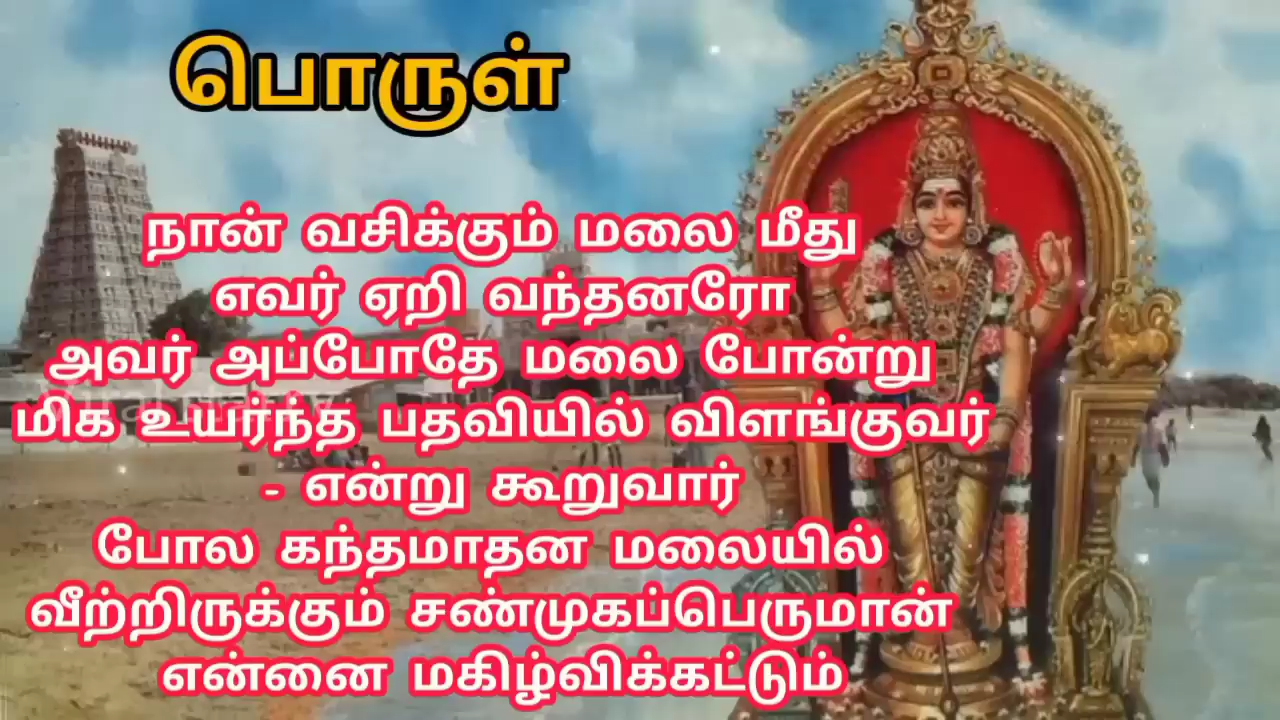 பொருள்
நான் வசிக்கும் மலை மீது
எவர் ஏறி வந்தனரோ
அவர் அப்போதே மலை போன்று
மிக உயர்ந்த பதவியில் விளங்குவர்
- என்று கூறுவார்
போல கந்தமாதன மலையில்
வீற்றிருக்கும் சண்முகப்பெருமான்
என்னை மகிழ்விக்கட்டும்